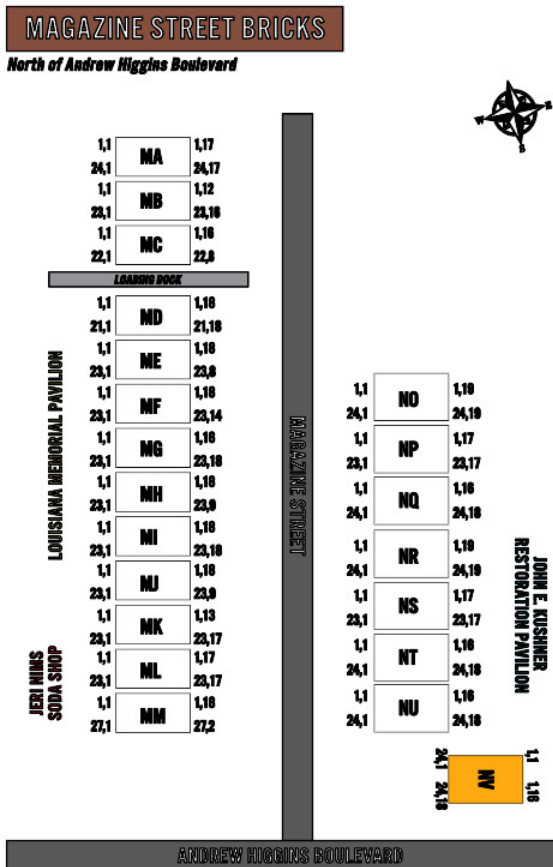 MAGAZINE STREET BRICKS
North of Andrew Higgins Boulevard
N
W
E
S
1,1 MA 1,17
24,1 24,17
1,1 MB 1,12
23,1 23,16
1,1 MC 1,16
22,1 22,8
LOADING DOCK
1,1 MD 1,18
21,1 21,18
1,1 ME 1,18
23,1 23,8
1,1 MF 1,18
23,1 23,14
1,1 MG 1,16
23,1 23,18
1,1 MH 1,18
23,1 23,9
1,1 MI 1,18
23,1 23,18
1,1 MJ 1,18
23,1 23,9
1,1 MK 1,13
23,1 23,17
1,1 ML 1,17
23,1 23,17
1,1 MM 1,18
27,1 27,2
LOUISIANA MEMORIAL PAVILION
JERI NIMS
SODA SHOP
MAGAZINE STREET
1,1 NO 1,19
24,1 24,19
1,1 NP 1,17
23,1 23,17
1,1 NQ 1,16
24,1 24,18
1,1 NR 1,19
24,1 24,19
1,1 NS 1,17
23,1 23,17
1,1 NT 1,16
24,1 24,18
1,1 NU 1,16
24,1 24,18
JOHN E. KUSHNER
RESTORATION PAVILION
1,1 NV 1,16
24,1 24,18
ANDREW HIGGINS BOULEVARD